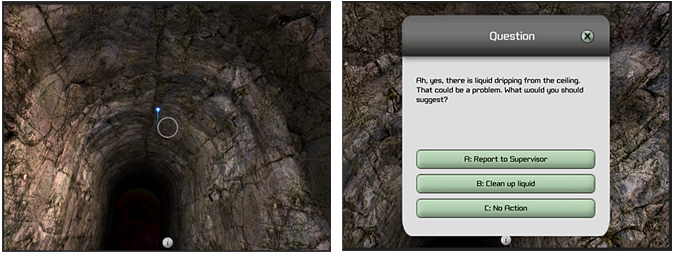 Question
Ah, yes, there is liquid dripping from the ceiling.
That could be a problem. What would you should
suggest?
A: Report to Supervisor
B: Clean up liquid
C: No Action